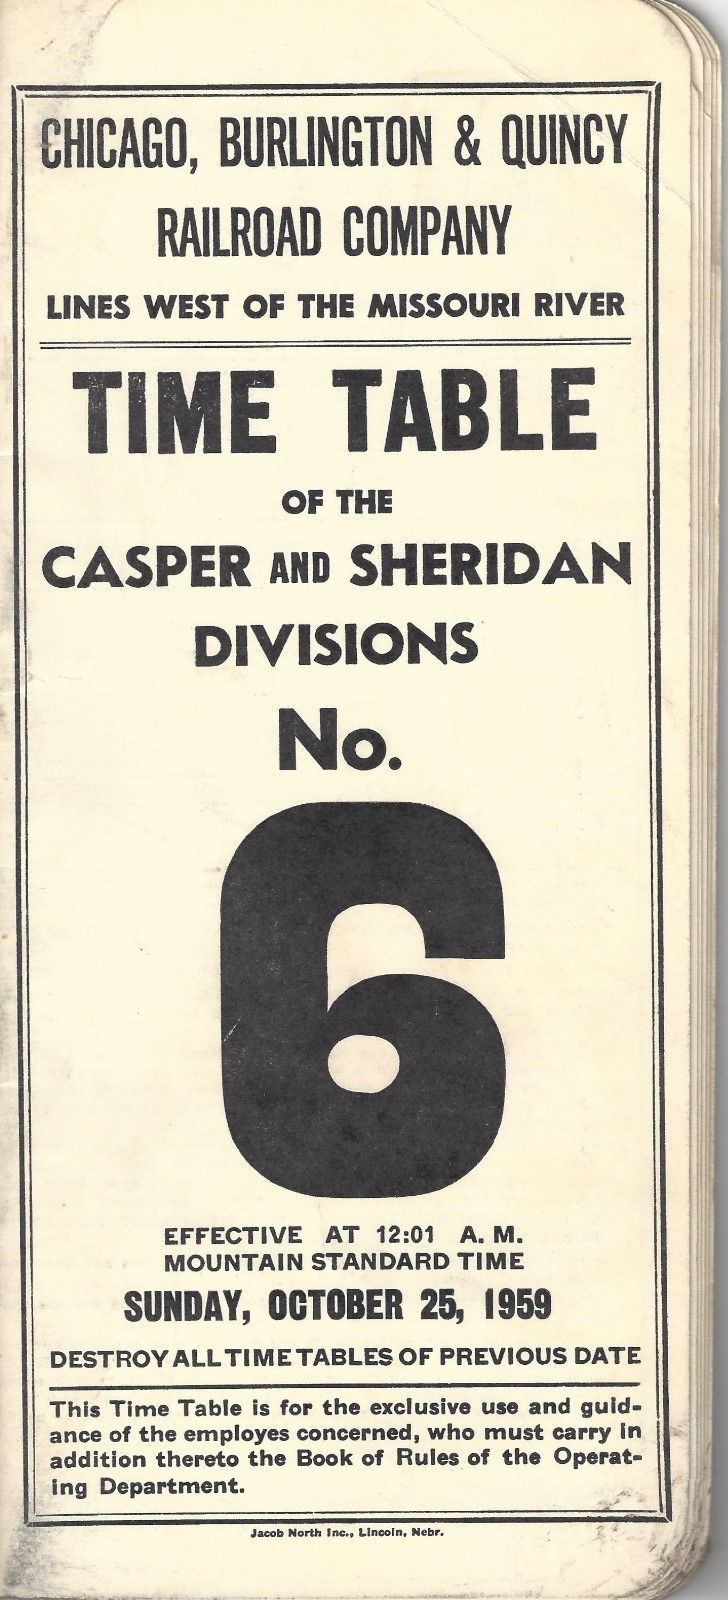 CHICAGO, BURLINGTON & QUINCY
RAILROAD COMPANY
LINES WEST OF THE MISSOURI RIVER
TIME TABLE
OF THE
CASPER AND SHERIDAN
DIVISIONS
No.
6
EFFECTIVE AT 12:01 A. M.
MOUNTAIN STANDARD TIME
SUNDAY, OCTOBER 25, 1959
DESTROY ALL TIME TABLES OF PREVIOUS DATE
This Time Table is for the exclusive use and guid-
ance of the employes concerned, who must carry in
addition thereto the Book of Rules of the Operat-
ing Department.
Jacob North Inc., Lincoln, Nebr.